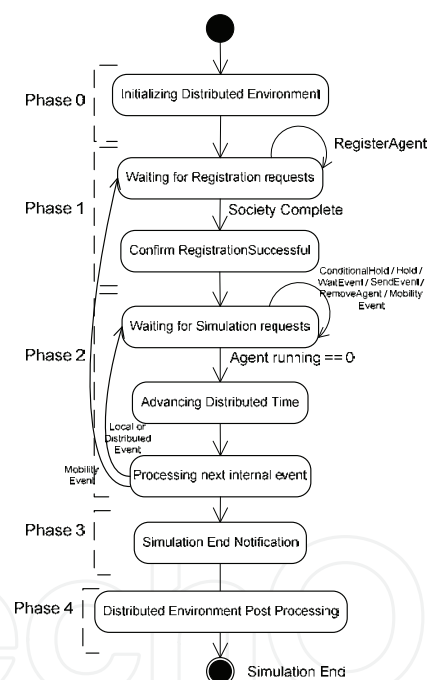 Phase 0
Initializing Distributed Environment
RegisterAgent
Waiting for Registration requests
Phase 1
Society Complete
Confirm RegistrationSuccessful
ConditionalHold / Hold /
WaitEvent / SendEvent /
RemoveAgent / Mobility
Event
Waiting for Simulation requests
Phase 2
Agent running == 0
Advancing Distributed Time
Local or
Distributed
Event
Mobility
Event
Processing next internal event
Phase 3
Simulation End Notification
Phase 4
Distributed Environment Post Processing
Simulation End